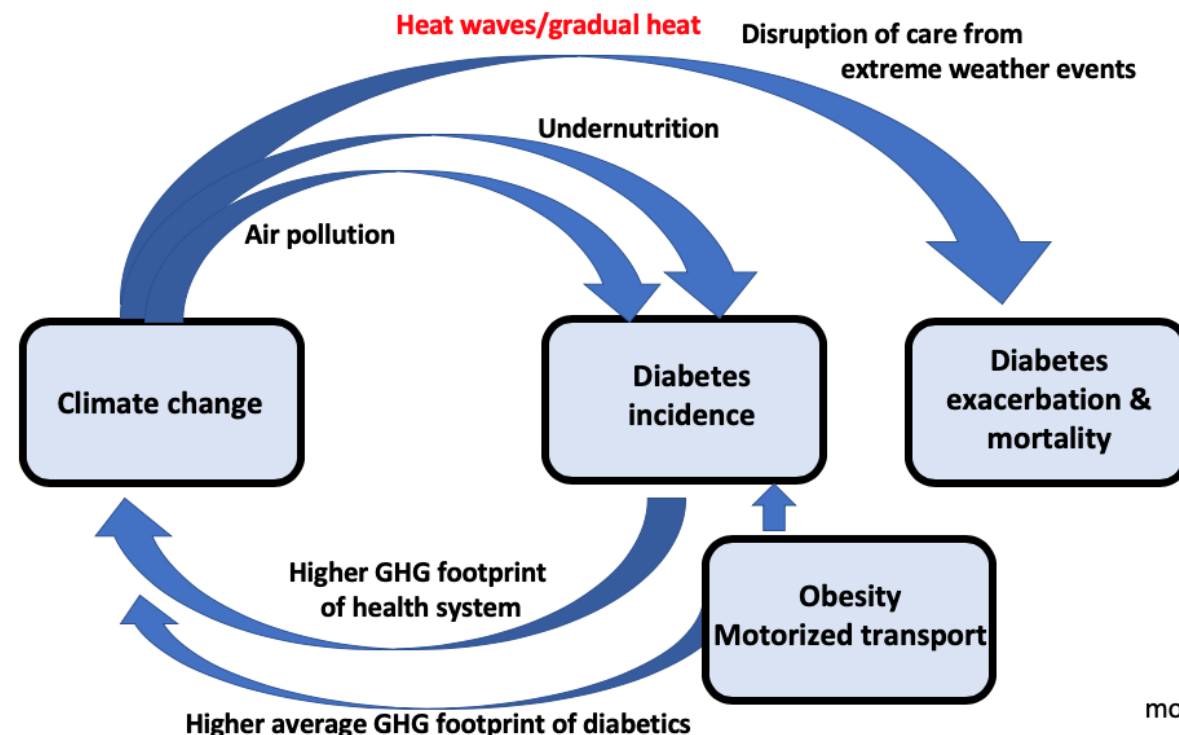 Heat waves/gradual heat
Disruption of care from
extreme weather events
Undernutrition
Air pollution
Climate change
Diabetes
incidence
Diabetes
exacerbation &
mortality
Higher GHG footprint
of health system
Obesity
Motorized transport
Higher average GHG footprint of diabetics